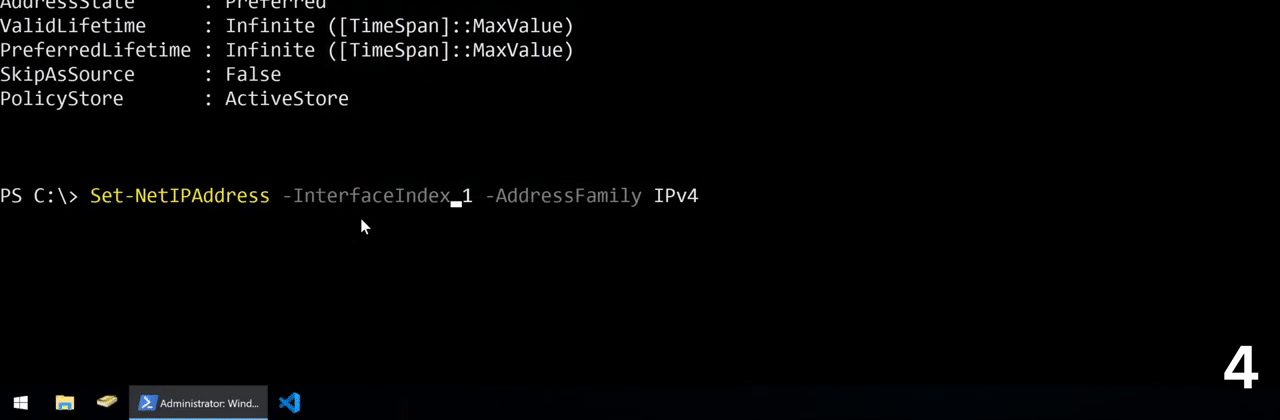 AddressState      : Preferred
ValidLifetime     : Infinite ([TimeSpan]::MaxValue)
PreferredLifetime : Infinite ([TimeSpan]::MaxValue)
SkipAsSource      : False
PolicyStore       : ActiveStore
PS C:\> Set-NetIPAddress -InterfaceIndex 1 -AddressFamily IPv4
4
Administrator: Wind...